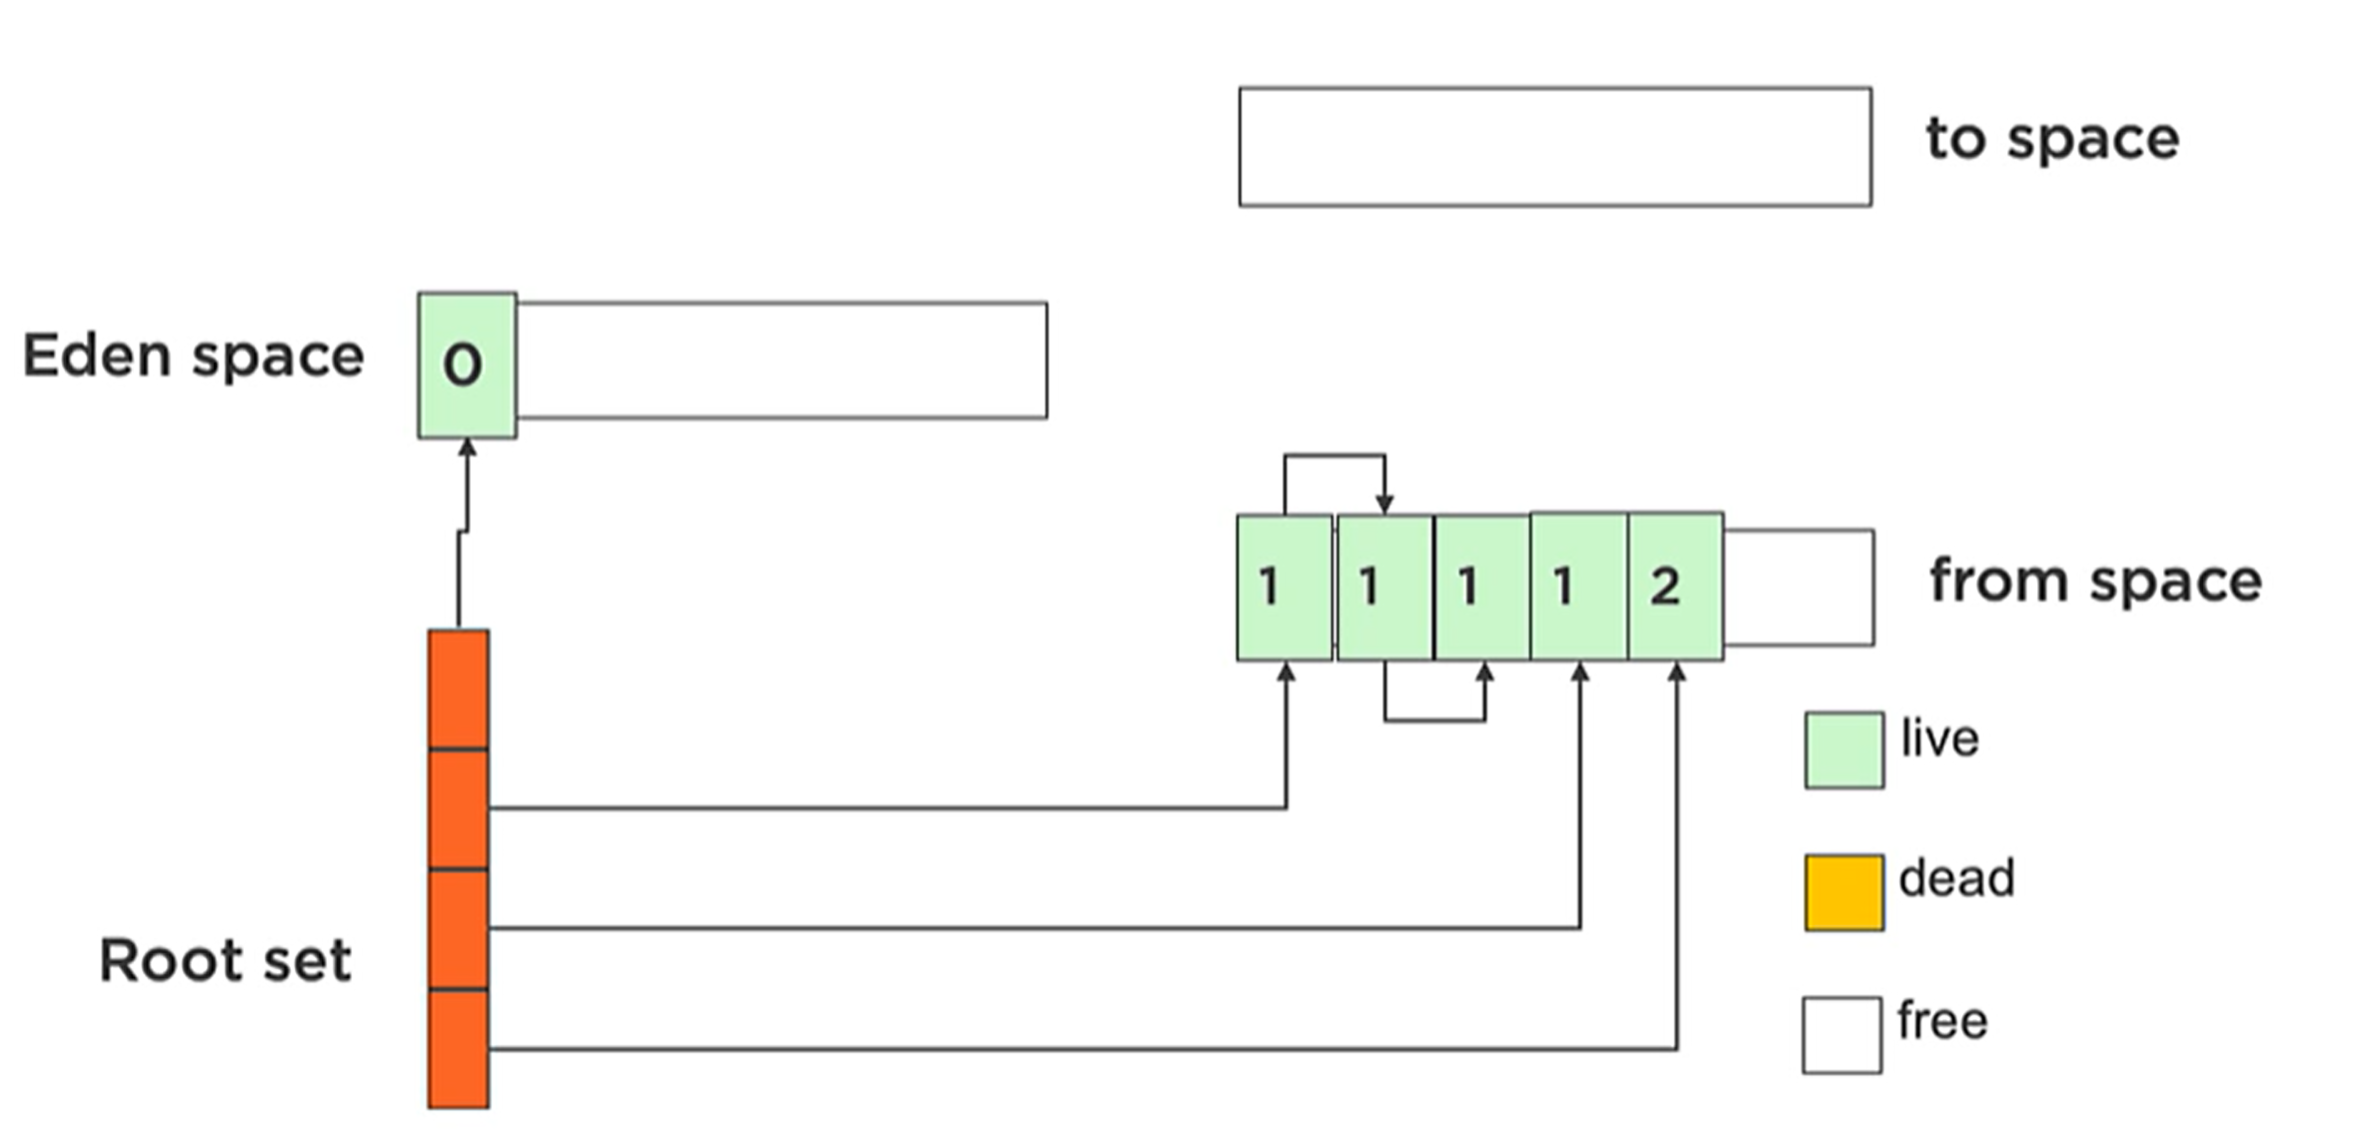 to space
Eden space
0
1 1 1 1 2
from space
live
dead
Root set
free